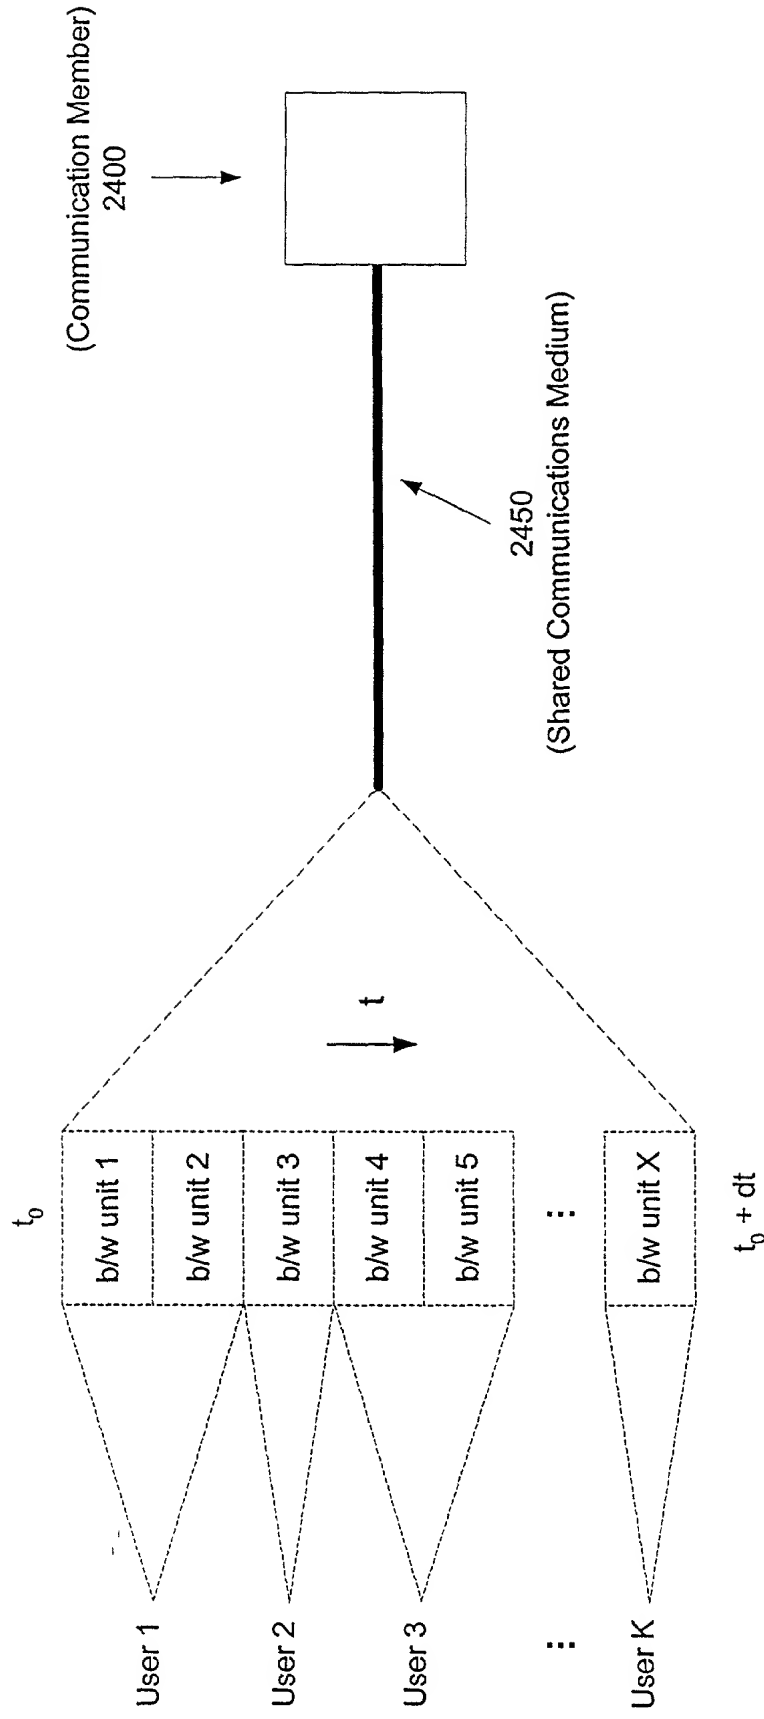 (Communication Member)
2400
2450
(Shared Communications Medium)
t
t₀
b/w unit 1
b/w unit 2
b/w unit 3
b/w unit 4
b/w unit 5
⋮
b/w unit X
t₀ + dt
User 1
User 2
User 3
⋮
User K